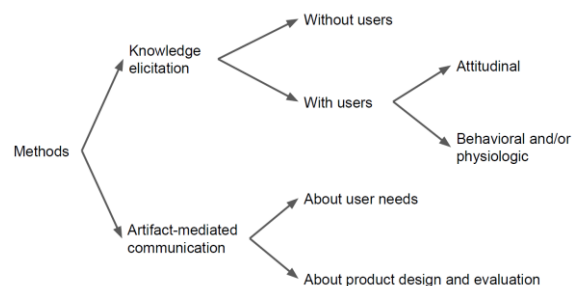 Without users
Knowledge
elicitation
Attitudinal
With users
Behavioral and/or
physiologic
Methods
About user needs
Artifact-mediated
communication
About product design and evaluation